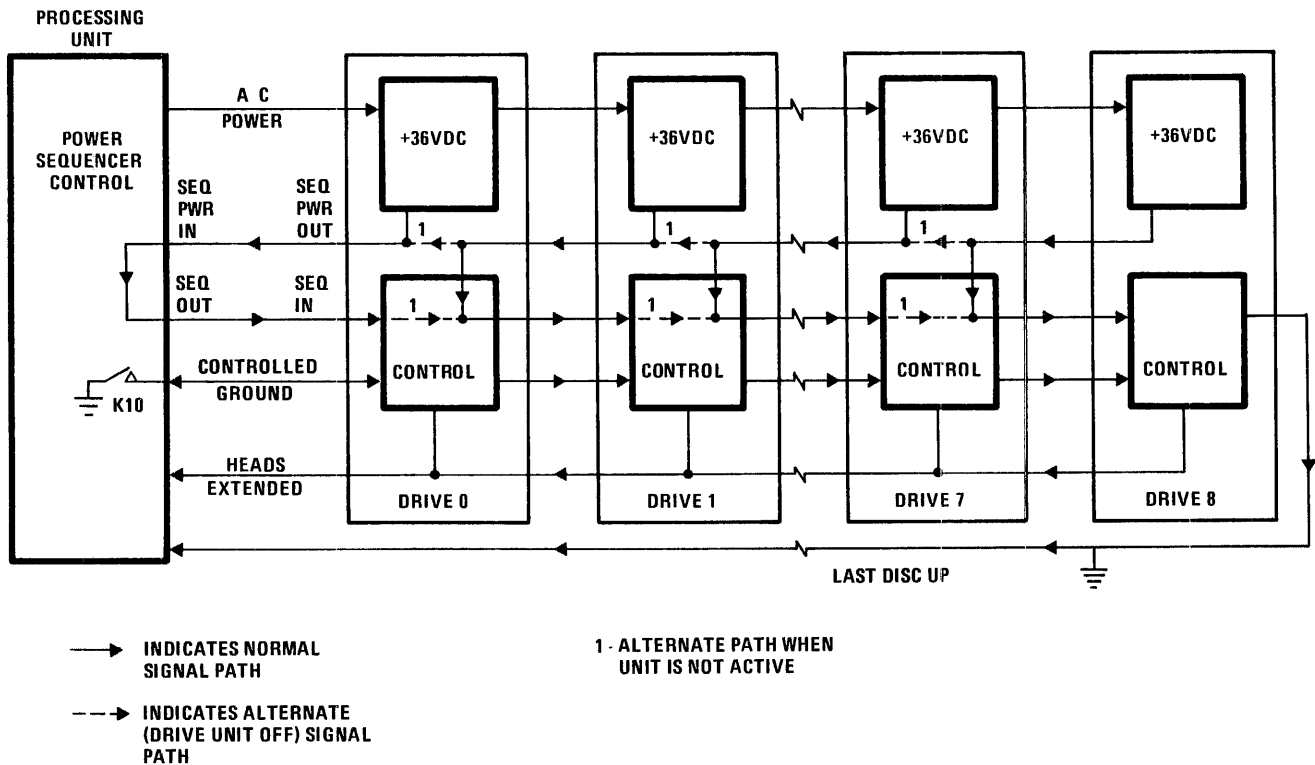 PROCESSING
UNIT
POWER
SEQUENCER
CONTROL
A C
POWER
+36VDC
+36VDC
+36VDC
+36VDC
SEQ
PWR
IN
SEQ
PWR
OUT
1
1
1
SEQ
OUT
SEQ
IN
1
1
1
CONTROLLED
GROUND
K10
CONTROL
CONTROL
CONTROL
CONTROL
HEADS
EXTENDED
DRIVE 0
DRIVE 1
DRIVE 7
DRIVE 8
LAST DISC UP
INDICATES NORMAL
SIGNAL PATH
1 - ALTERNATE PATH WHEN
UNIT IS NOT ACTIVE
INDICATES ALTERNATE
(DRIVE UNIT OFF) SIGNAL
PATH